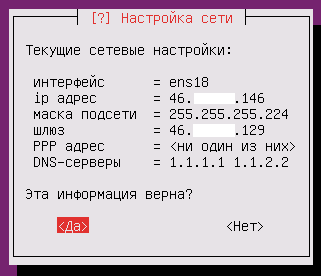 [?] Настройка сети
Текущие сетевые настройки:
интерфейс = ens18
ip адрес = 46. .146
маска подсети = 255.255.255.224
шлюз = 46. .129
PPP адрес = <ни один из них>
DNS-серверы = 1.1.1.1 1.1.2.2
Эта информация верна?
<Да> <Нет>